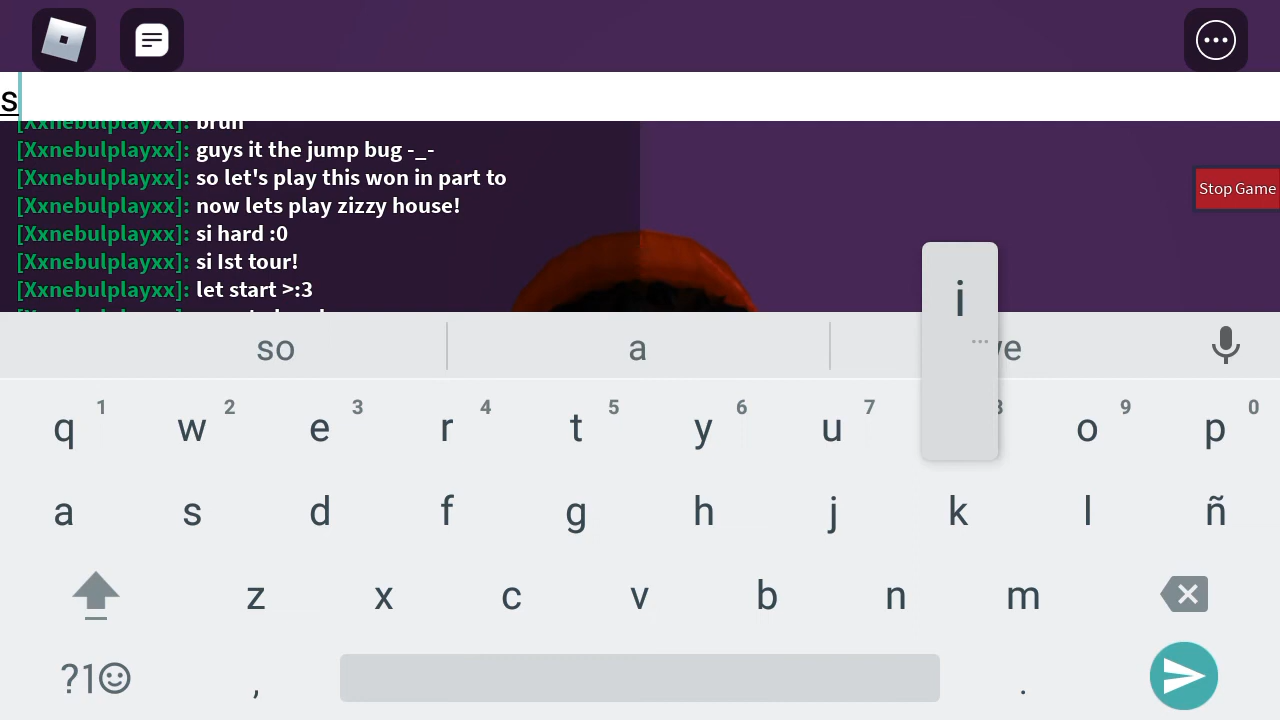 s
[Xxnebulplayxx]: bruh
[Xxnebulplayxx]: guys it the jump bug -_-
[Xxnebulplayxx]: so let's play this won in part to
[Xxnebulplayxx]: now lets play zizzy house!
[Xxnebulplayxx]: si hard :0
[Xxnebulplayxx]: si Ist tour!
[Xxnebulplayxx]: let start >:3
Stop Game
i
so a
q 1 w 2 e 3 r 4 t 5 y 6 u 7 o 9 p 0
a s d f g h j k l ñ
z x c v b n m
?1 , .